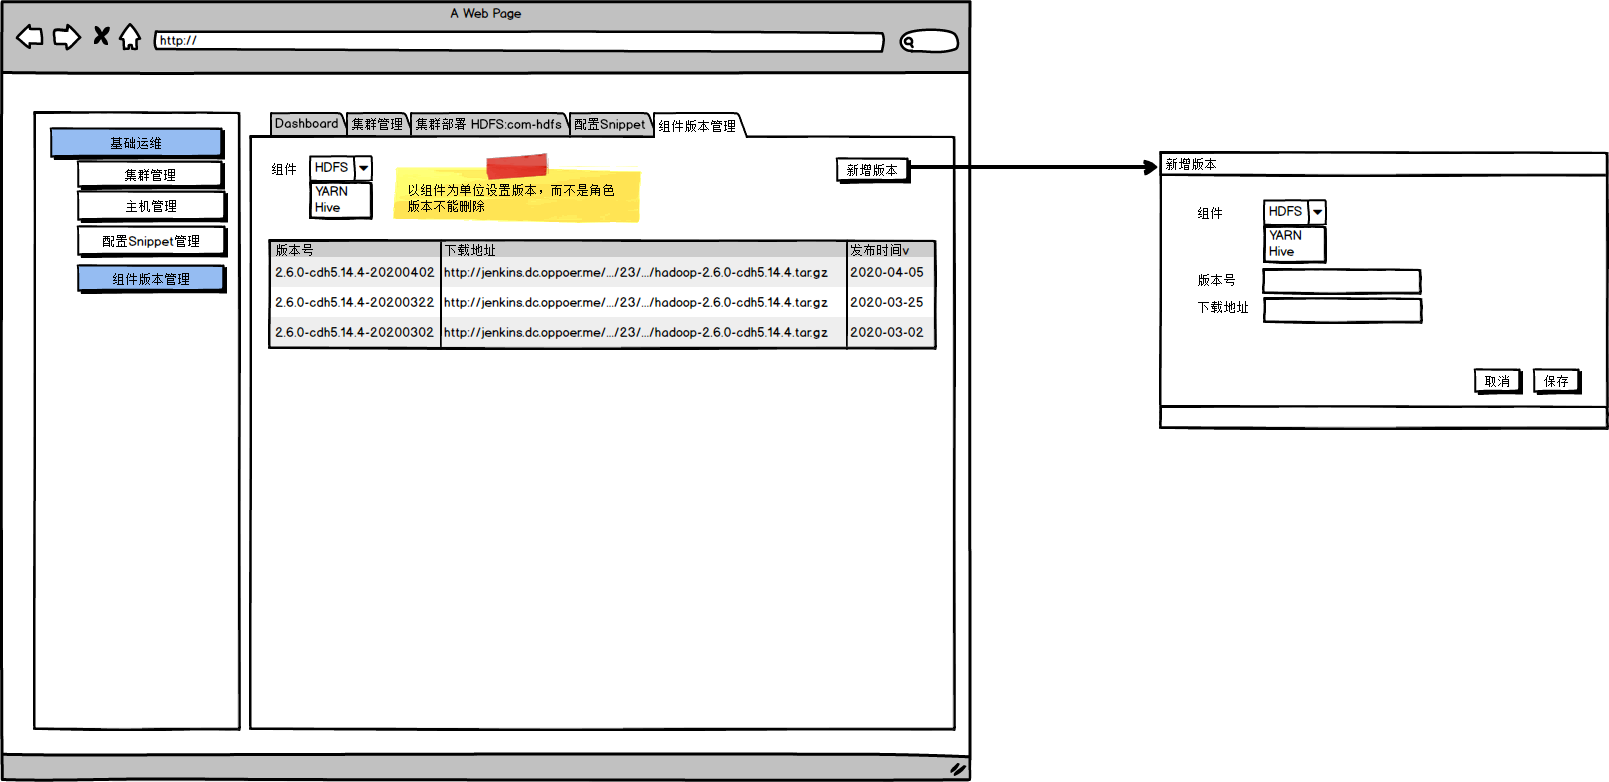 A Web Page
http://
基础运维
集群管理
主机管理
配置Snippet管理
组件版本管理
Dashboard
集群管理
集群部署 HDFS:com-hdfs
配置Snippet
组件版本管理
组件
HDFS
YARN
Hive
以组件为单位设置版本，而不是角色
版本不能删除
新增版本
版本号 下载地址 发布时间v
2.6.0-cdh5.14.4-20200402 http://jenkins.dc.oppoer.me/.../23/.../hadoop-2.6.0-cdh5.14.4.tar.gz 2020-04-05
2.6.0-cdh5.14.4-20200322 http://jenkins.dc.oppoer.me/.../23/.../hadoop-2.6.0-cdh5.14.4.tar.gz 2020-03-25
2.6.0-cdh5.14.4-20200302 http://jenkins.dc.oppoer.me/.../23/.../hadoop-2.6.0-cdh5.14.4.tar.gz 2020-03-02
新增版本
组件
HDFS
YARN
Hive
版本号
下载地址
取消
保存